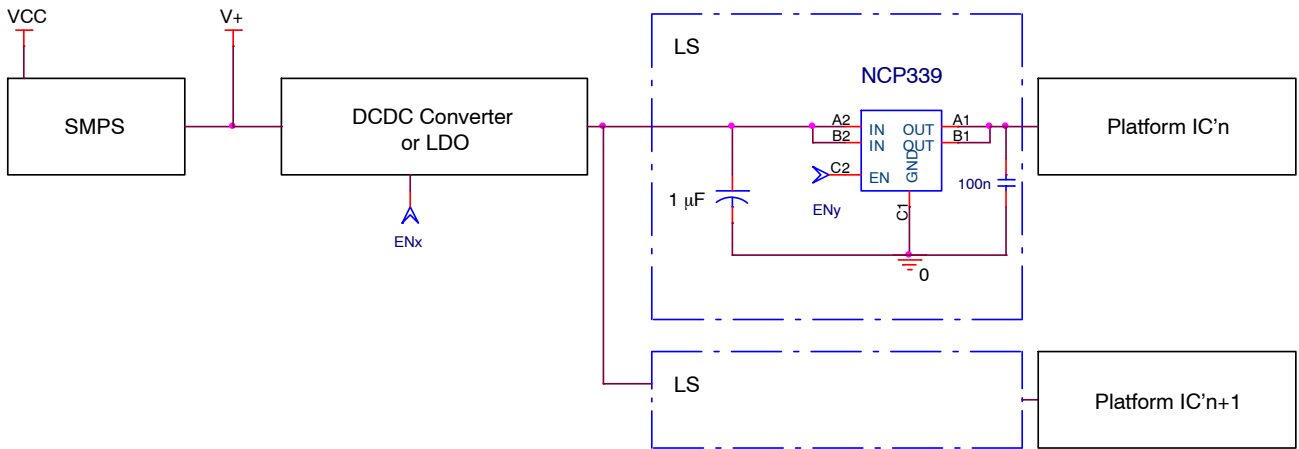 VCC
V+
LS
NCP339
SMPS
DCDC Converter
or LDO
A2
IN
OUT
A1
B2
IN
OUT
B1
Platform IC'n
C2
EN
GND
100n
1 μF
ENy
C1
ENx
0
LS
Platform IC'n+1